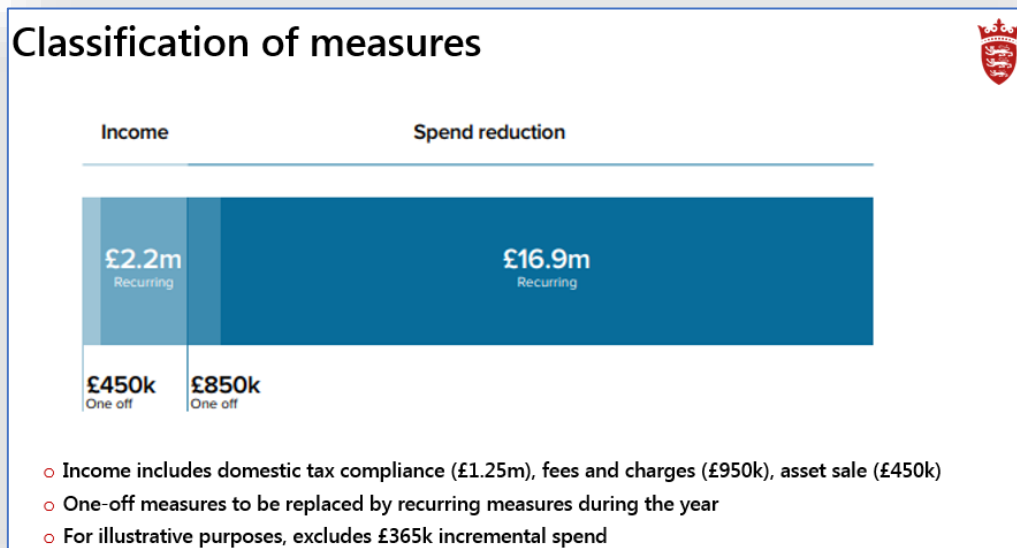 Classification of measures
Income
Spend reduction
£2.2m
Recurring
£16.9m
Recurring
£450k
One off
£850k
One off
o Income includes domestic tax compliance (£1.25m), fees and charges (£950k), asset sale (£450k)
o One-off measures to be replaced by recurring measures during the year
o For illustrative purposes, excludes £365k incremental spend